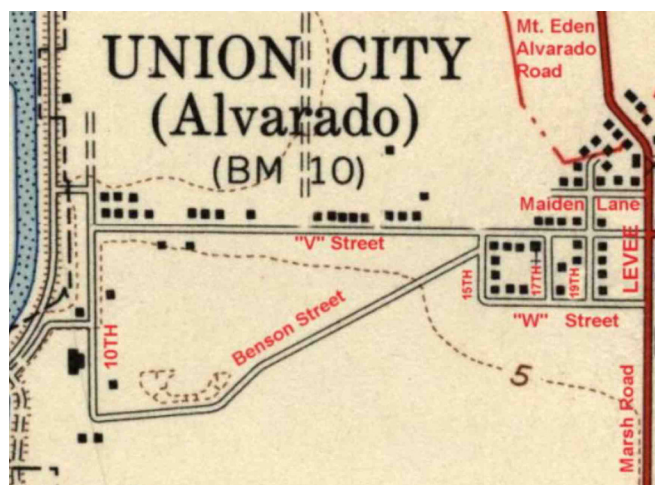 Mt. Eden
Alvarado
Road
UNION CITY
(Alvarado)
(BM 10)
Maiden Lane
"V" Street
LEVEE
15TH
17TH
19TH
"W" Street
Benson Street
10TH
5
Marsh Road